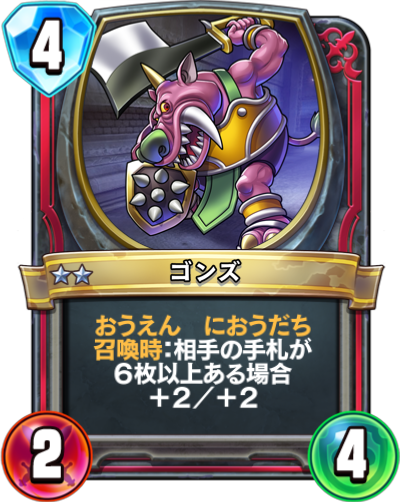 4
ゴンズ
おうえん　におうだち
召喚時：相手の手札が
６枚以上ある場合
＋２／＋２
2
4